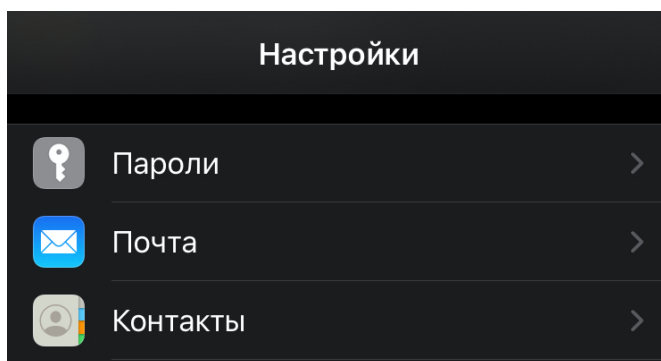 Настройки
Пароли
Почта
Контакты